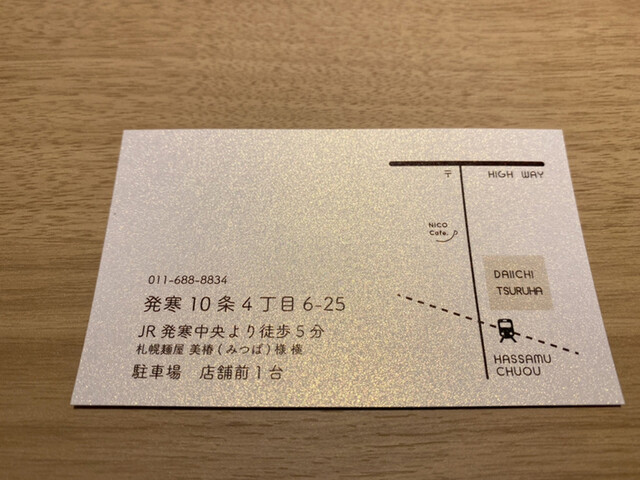 〒 HIGH WAY
NiCO
Cafe.
DAIICHI
TSURUHA
HASSAMU
CHUOU
011-688-8834
発寒10条4丁目6-25
JR発寒中央より徒歩5分
札幌麺屋 美椿(みつば)様 横
駐車場 店舗前1台